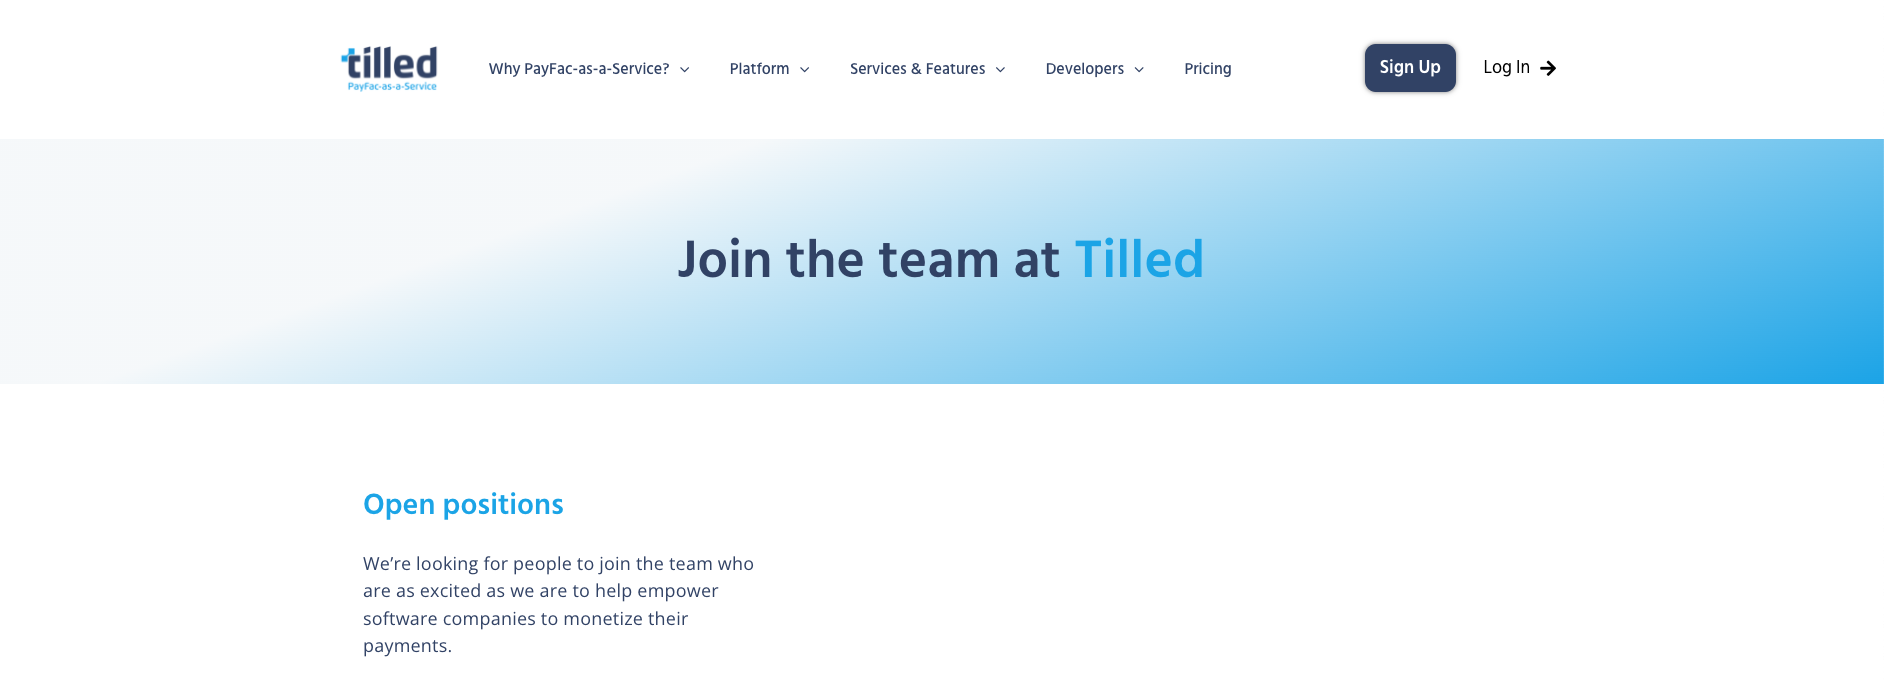 tilled
PayFac-as-a-Service
Why PayFac-as-a-Service?
Platform
Services & Features
Developers
Pricing
Sign Up
Log In
Join the team at Tilled
Open positions
We’re looking for people to join the team who
are as excited as we are to help empower
software companies to monetize their
payments.